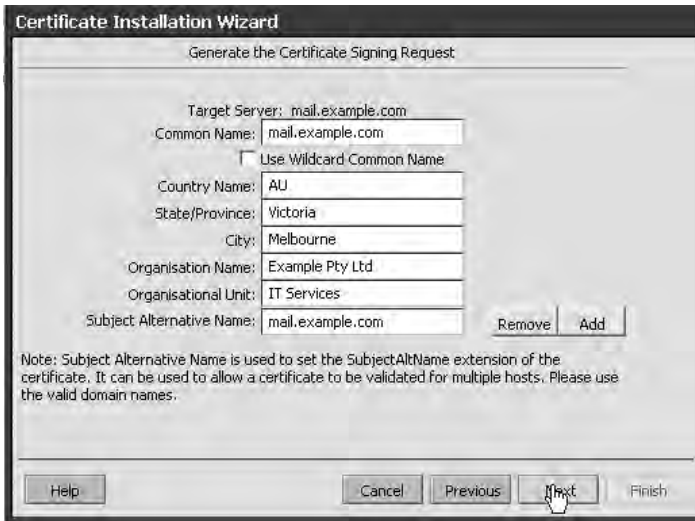 Certificate Installation Wizard
Generate the Certificate Signing Request
Target Server: mail.example.com
Common Name: mail.example.com
Use Wildcard Common Name
Country Name: AU
State/Province: Victoria
City: Melbourne
Organisation Name: Example Pty Ltd
Organisational Unit: IT Services
Subject Alternative Name: mail.example.com Remove Add
Note: Subject Alternative Name is used to set the SubjectAltName extension of the
certificate. It can be used to allow a certificate to be validated for multiple hosts. Please use
the valid domain names.
Help Cancel Previous Next Finish